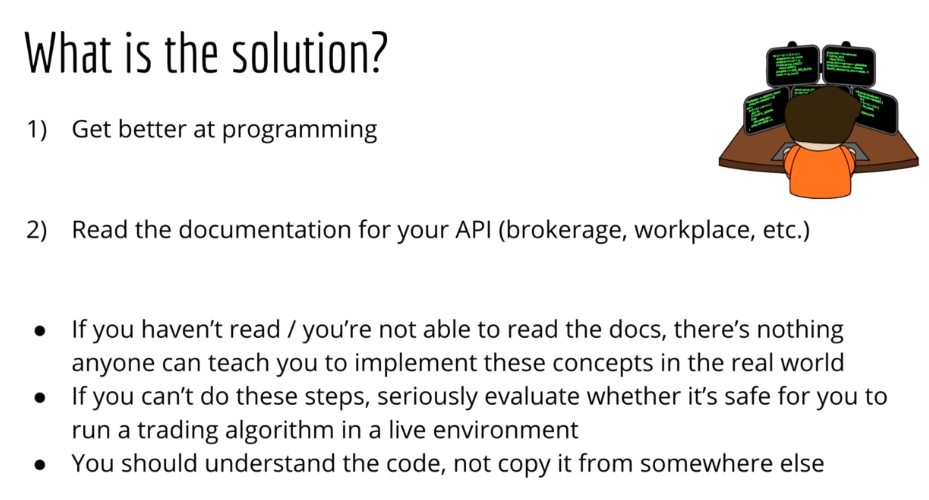 What is the solution?
1) Get better at programming
2) Read the documentation for your API (brokerage, workplace, etc.)
● If you haven't read / you're not able to read the docs, there's nothing
anyone can teach you to implement these concepts in the real world
● If you can't do these steps, seriously evaluate whether it's safe for you to
run a trading algorithm in a live environment
● You should understand the code, not copy it from somewhere else